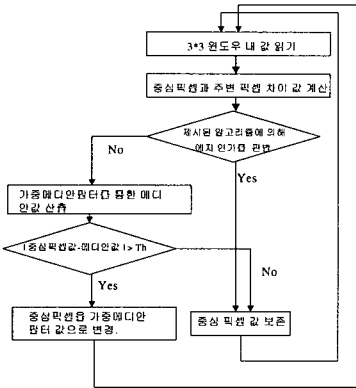 3*3 윈도우 내 값 읽기
중심픽셉과 주변 픽셉 차이 값 계산
제시된 알고리즘에 의해
에지 인가를 판별
No
Yes
가중메디안필터를 통한 메디
안값 산출
|중심픽셀값-메디안값|> Th
No
Yes
중심픽셀을 가중메디안
필터 값으로 변경.
중심 픽셀 값 보존